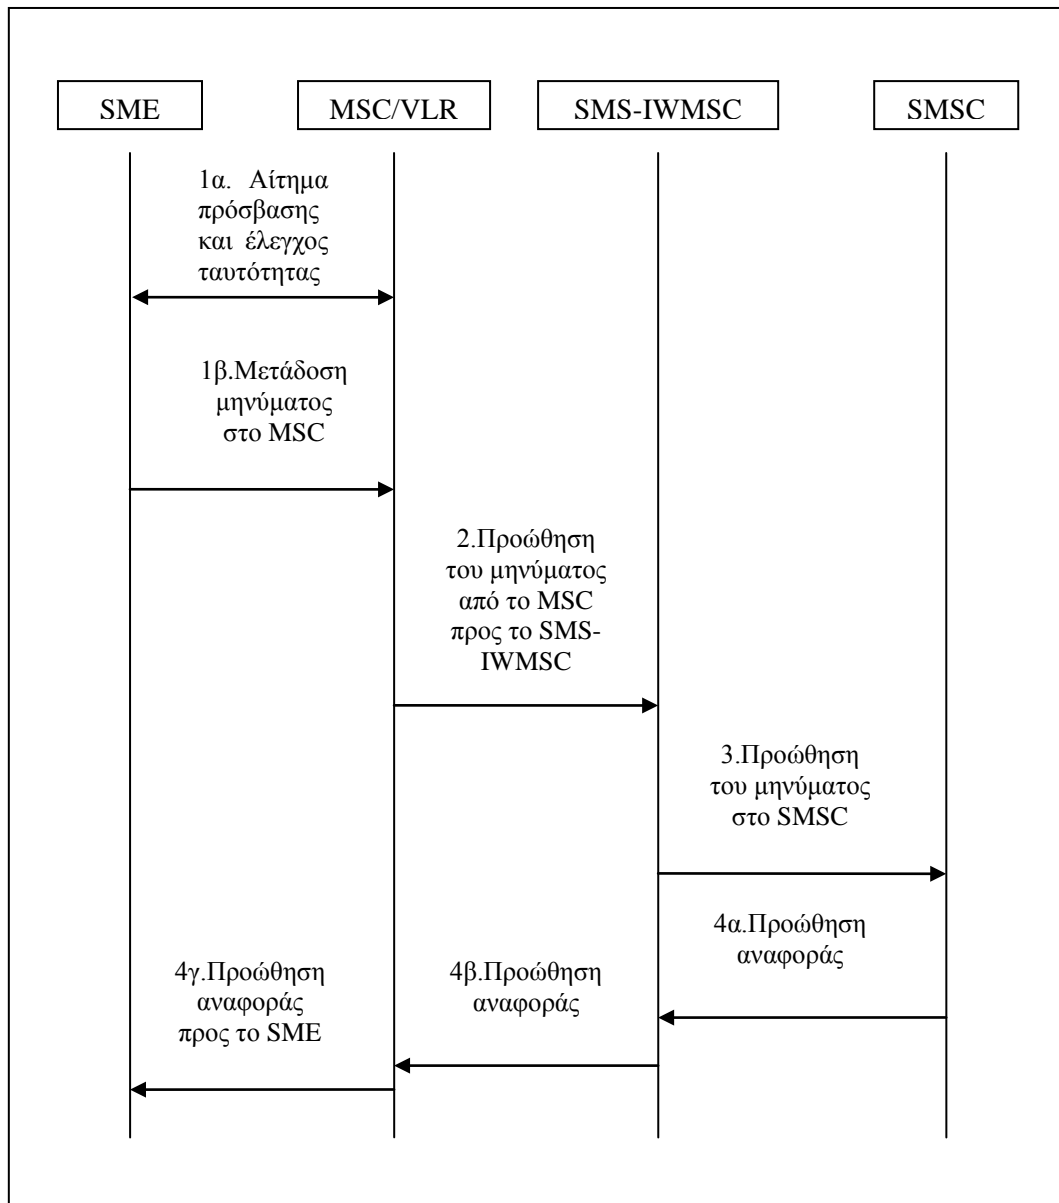 SME
MSC/VLR
SMS-IWMSC
SMSC
1α. Αίτημα
πρόσβασης
και έλεγχος
ταυτότητας
1β.Μετάδοση
μηνύματος
στο MSC
2.Προώθηση
του μηνύματος
από το MSC
προς το SMS-
IWMSC
3.Προώθηση
του μηνύματος
στο SMSC
4α.Προώθηση
αναφοράς
4β.Προώθηση
αναφοράς
4γ.Προώθηση
αναφοράς
προς το SME